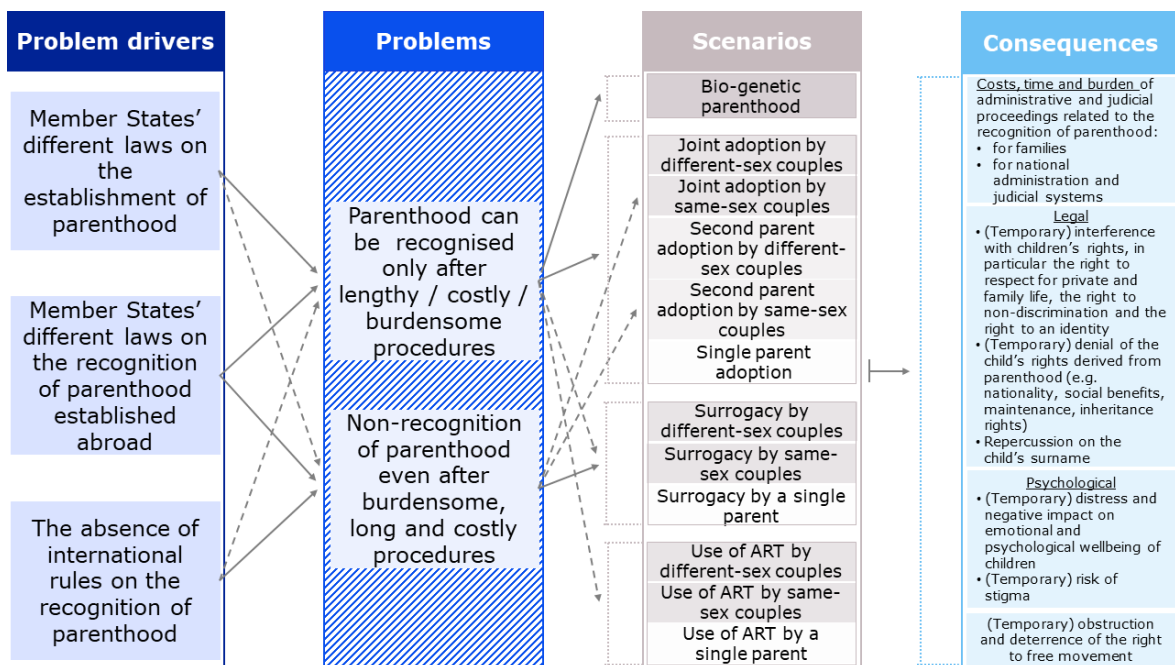 Problem drivers
Member States’
different laws on
the
establishment of
parenthood
Member States’
different laws on
the recognition
of parenthood
established
abroad
The absence of
international
rules on the
recognition of
parenthood
Problems
Parenthood can
be recognised
only after
lengthy / costly /
burdensome
procedures
Non-recognition
of parenthood
even after
burdensome,
long and costly
procedures
Scenarios
Bio-genetic
parenthood
Joint adoption by
different-sex couples
Joint adoption by
same-sex couples
Second parent
adoption by different-
sex couples
Second parent
adoption by same-sex
couples
Single parent
adoption
Surrogacy by
different-sex couples
Surrogacy by same-
sex couples
Surrogacy by a single
parent
Use of ART by
different-sex couples
Use of ART by same-
sex couples
Use of ART by a
single parent
Consequences
Costs, time and burden of
administrative and judicial
proceedings related to the
recognition of parenthood:
• for families
• for national
administration and
judicial systems
Legal
• (Temporary) interference
with children’s rights, in
particular the right to
respect for private and
family life, the right to
non-discrimination and the
right to an identity
• (Temporary) denial of the
child’s rights derived from
parenthood (e.g.
nationality, social benefits,
maintenance, inheritance
rights)
• Repercussion on the
child’s surname
Psychological
• (Temporary) distress and
negative impact on
emotional and
psychological wellbeing of
children
• (Temporary) risk of
stigma
(Temporary) obstruction
and deterrence of the right
to free movement